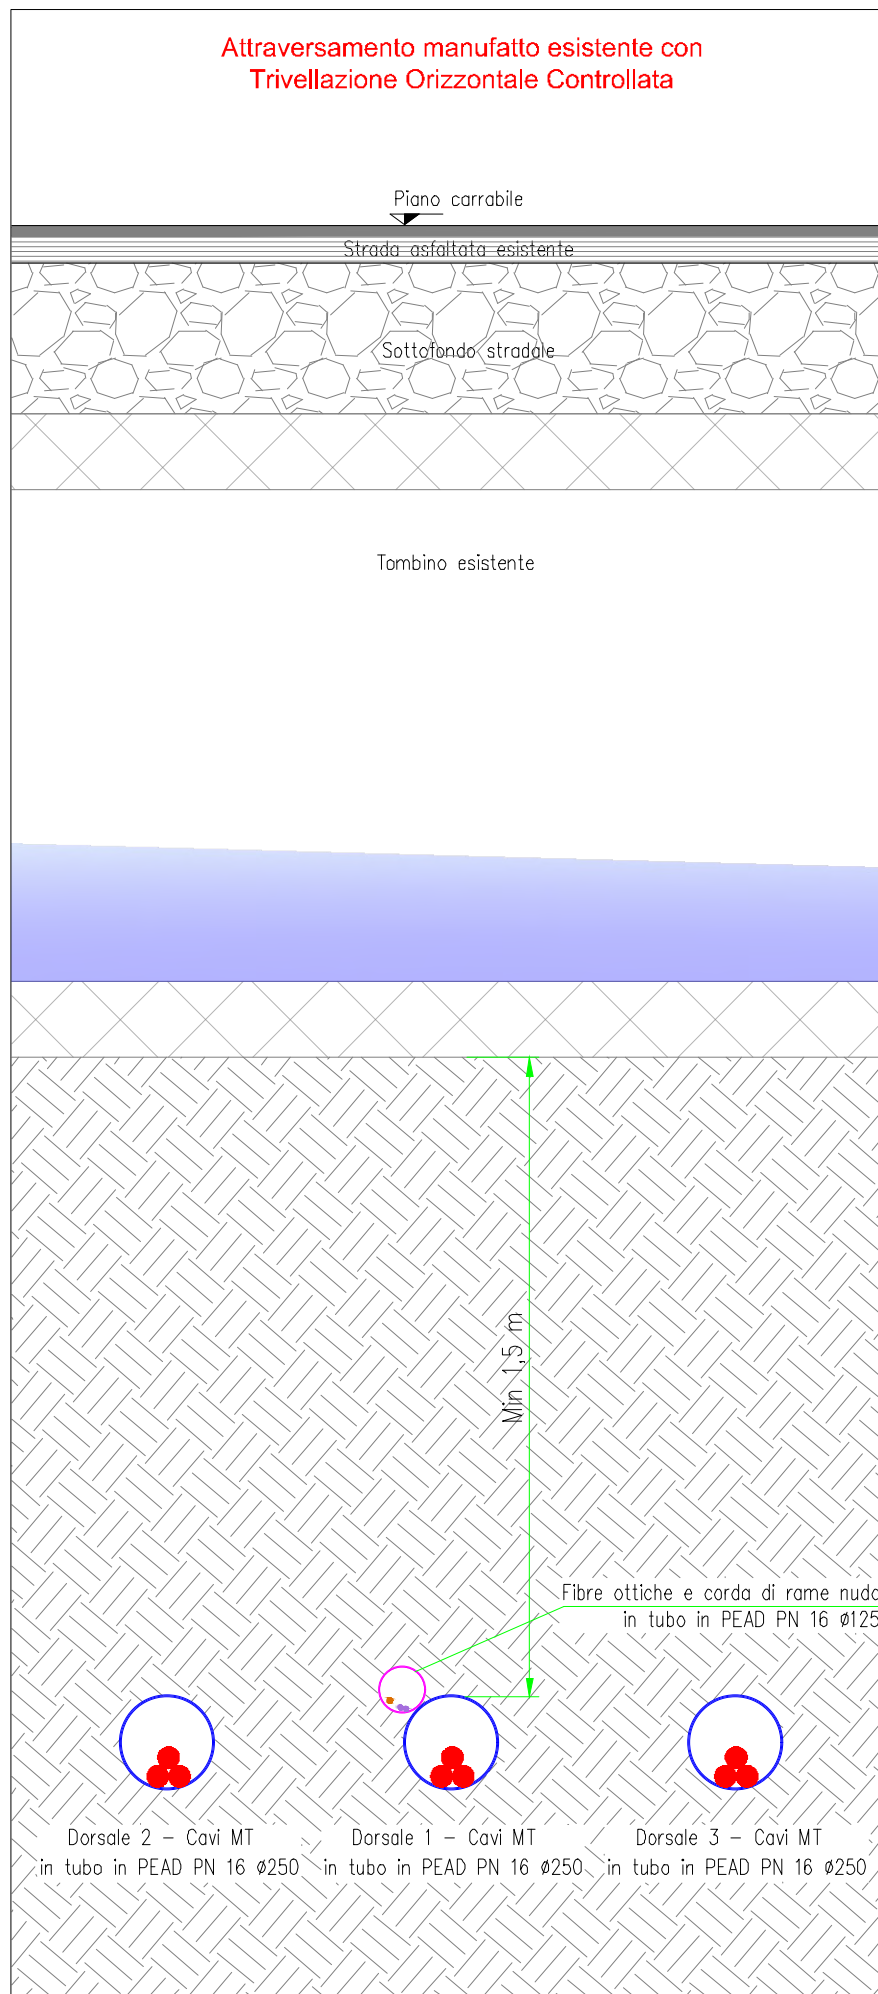 Attraversamento manufatto esistente con
Trivellazione Orizzontale Controllata
Piano carrabile
Strada asfaltata esistente
Sottofondo stradale
Tombino esistente
Min 1,5 m
Fibre ottiche e corda di rame nuda
in tubo in PEAD PN 16 ø125
Dorsale 2 - Cavi MT
in tubo in PEAD PN 16 ø250
Dorsale 1 - Cavi MT
in tubo in PEAD PN 16 ø250
Dorsale 3 - Cavi MT
in tubo in PEAD PN 16 ø250